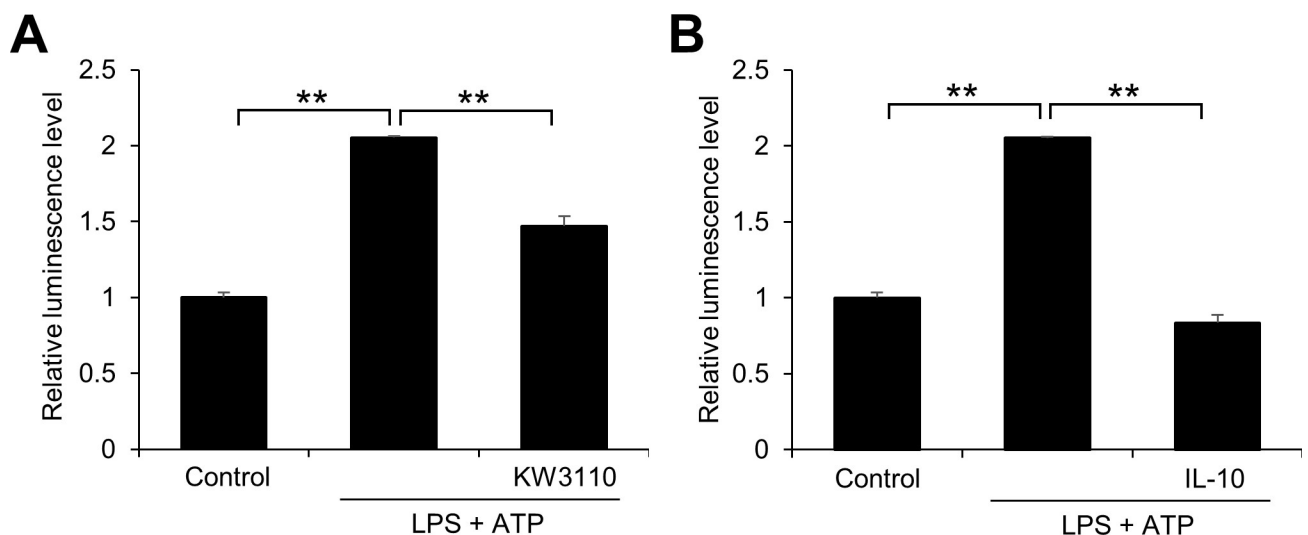 A
Relative luminescence level
2.5
2
1.5
1
0.5
0
** **
Control KW3110
LPS + ATP
B
Relative luminescence level
2.5
2
1.5
1
0.5
0
** **
Control IL-10
LPS + ATP